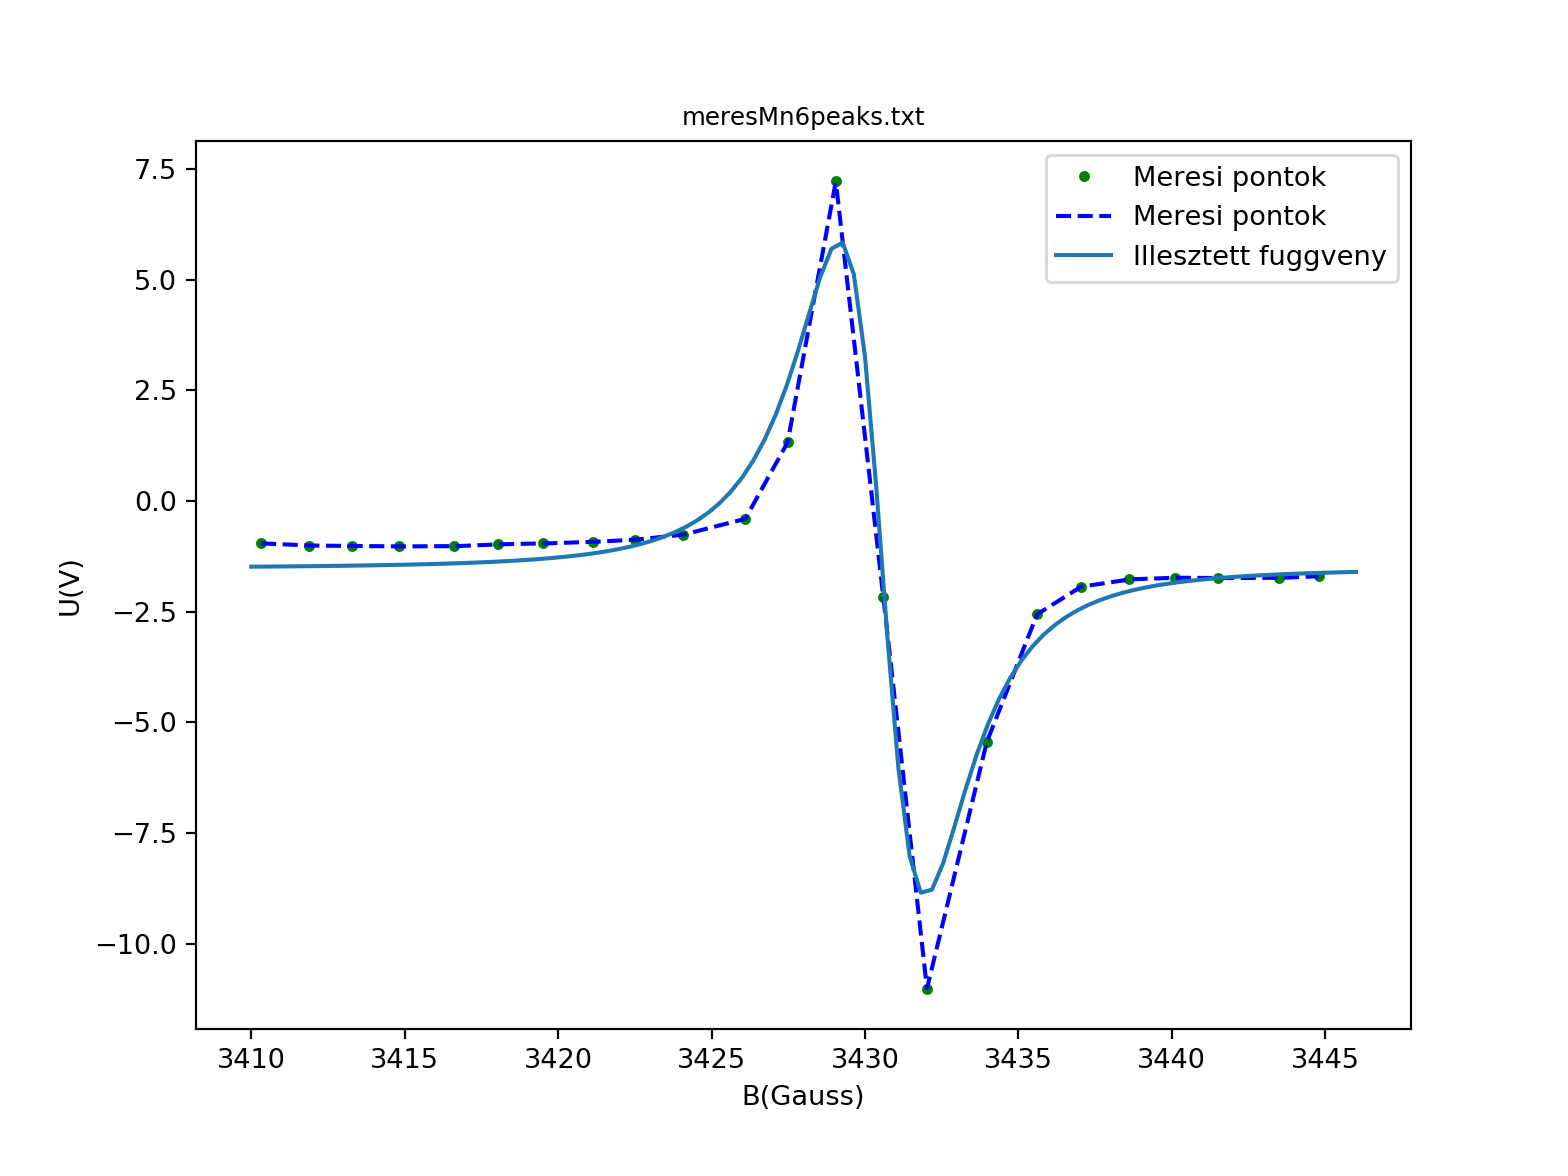 meresMn6peaks.txt
7.5
5.0
2.5
0.0
−2.5
−5.0
−7.5
−10.0
U(V)
Meresi pontok
Meresi pontok
Illesztett fuggveny
3410 3415 3420 3425 3430 3435 3440 3445
B(Gauss)